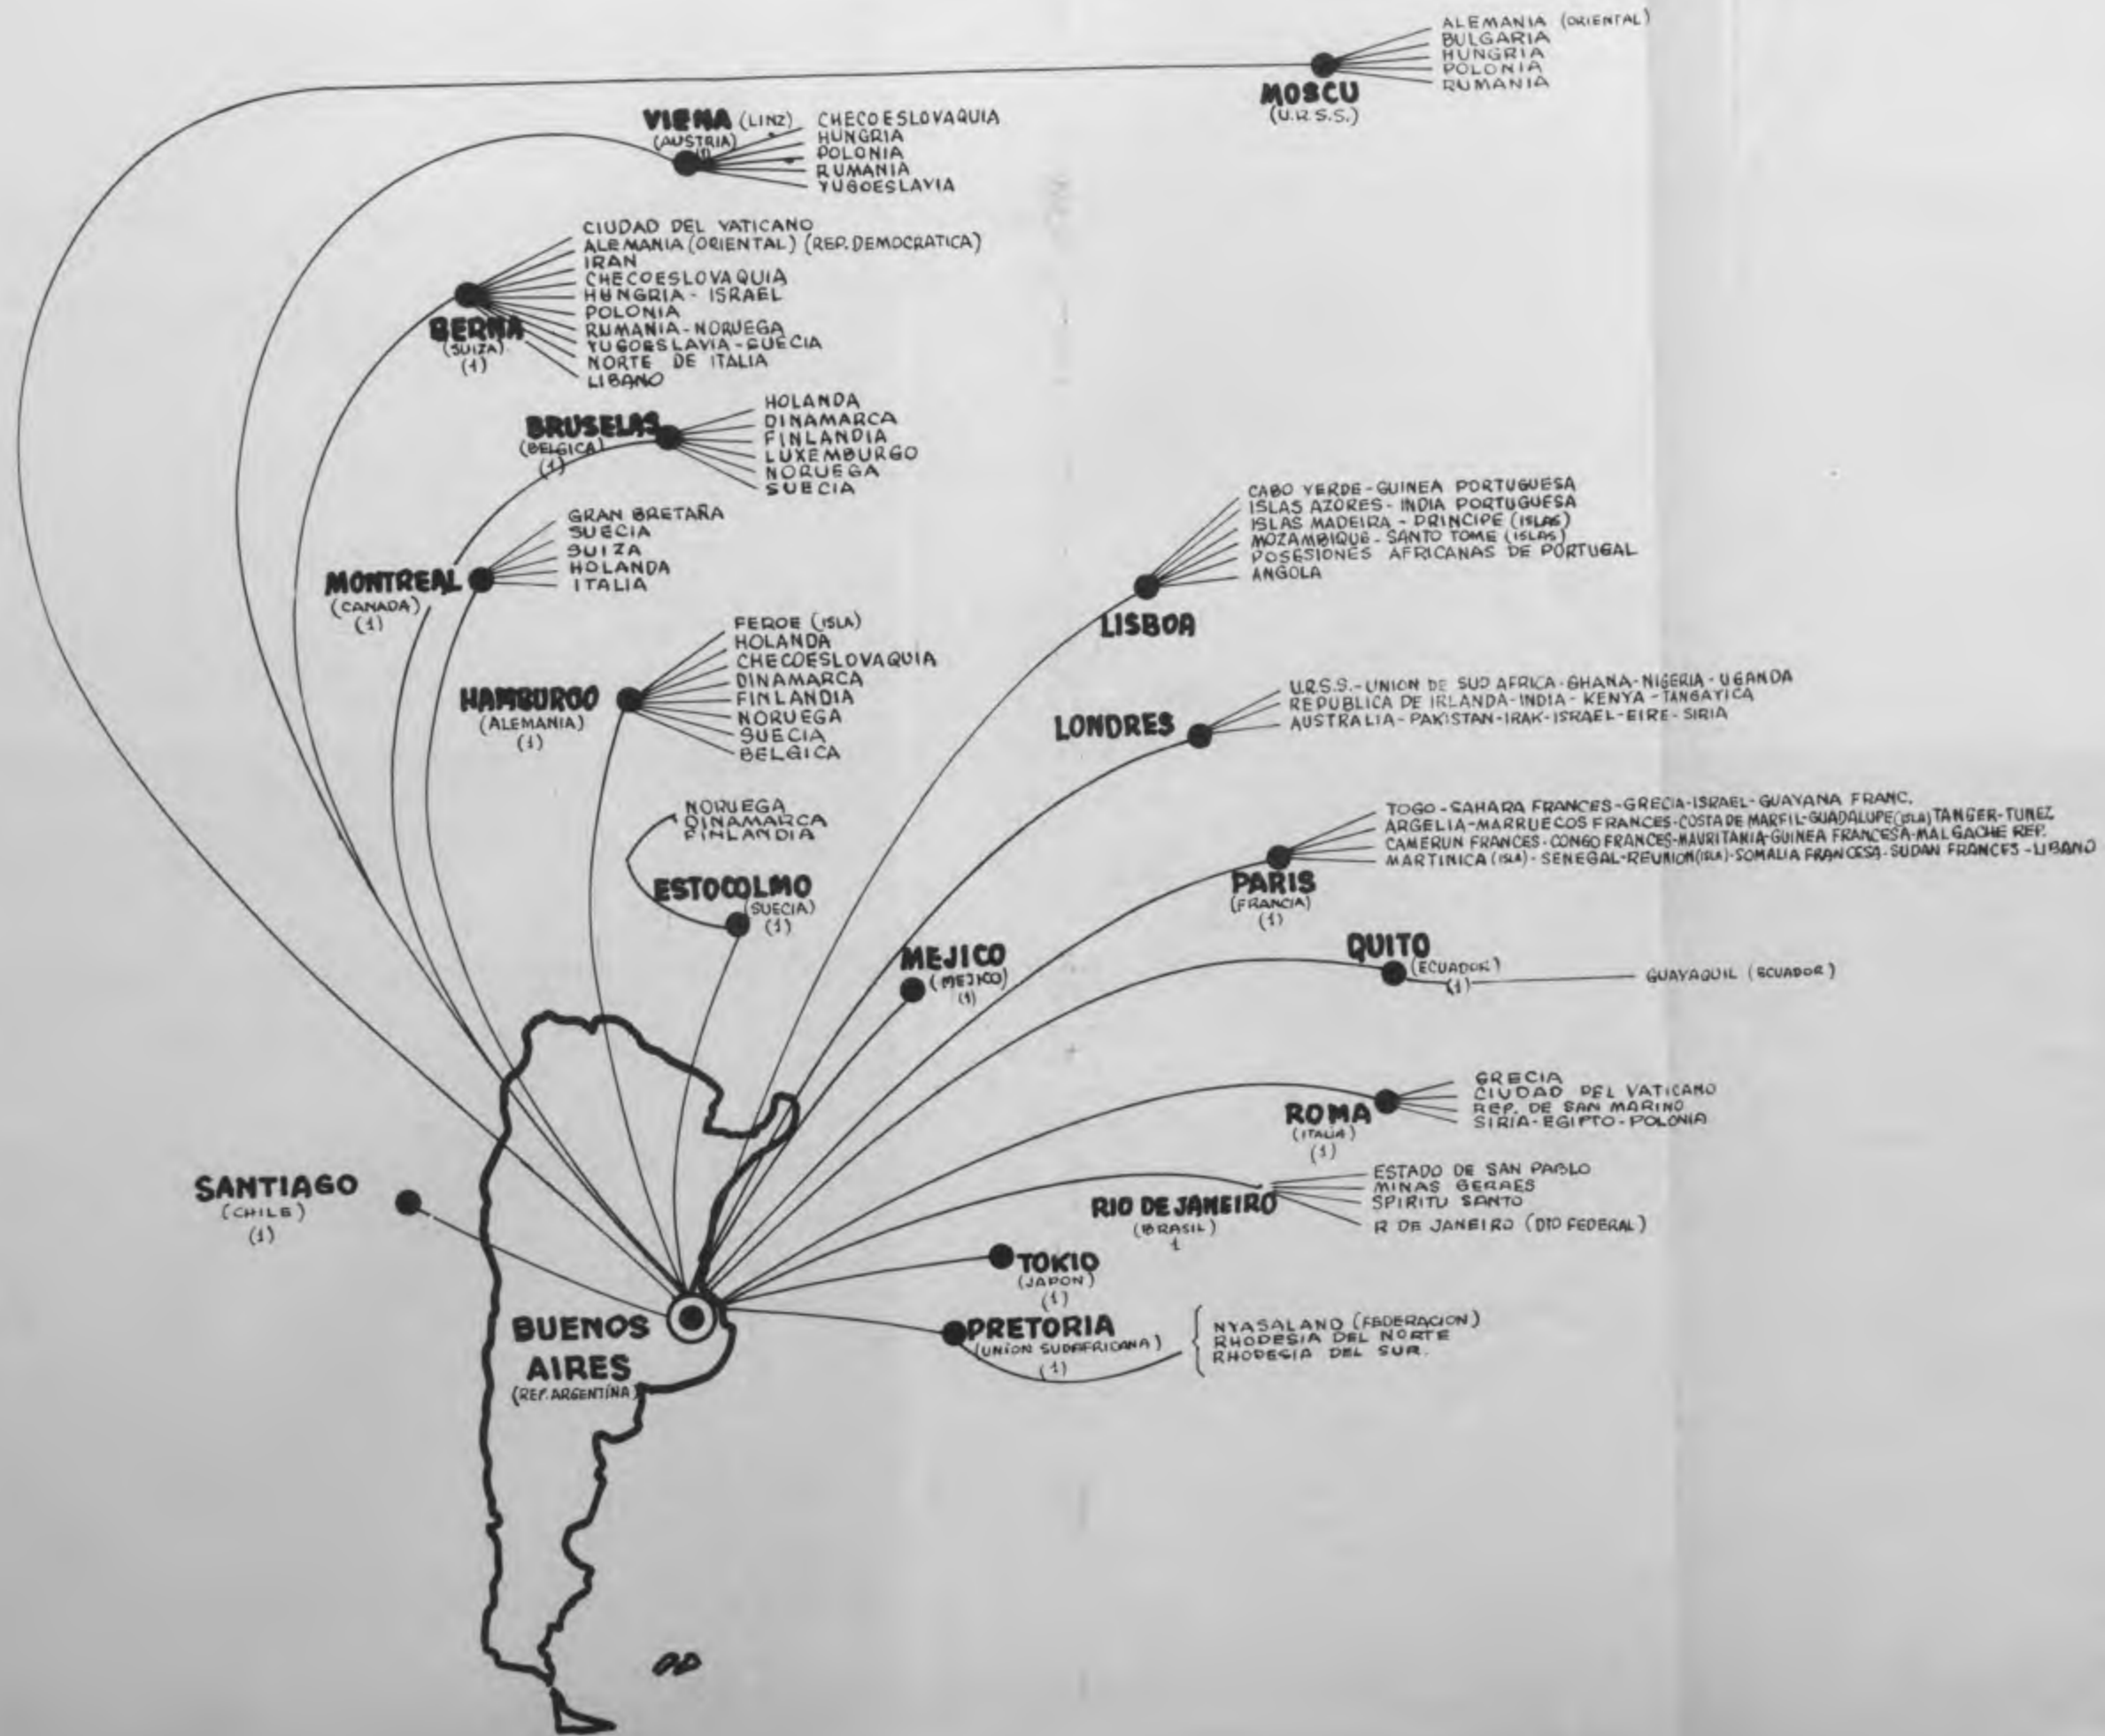 ALEMANIA (ORIENTAL)
BULGARIA
HUNGRIA
POLONIA
RUMANIA
MOSCU
(U.R.S.S.)
VIENA (LINZ)
(AUSTRIA)
(1)
CHECOESLOVAQUIA
HUNGRIA
POLONIA
RUMANIA
YUGOESLAVIA
CIUDAD DEL VATICANO
ALEMANIA (ORIENTAL) (REP. DEMOCRATICA)
IRAN
CHECOESLOVAQUIA
HUNGRIA - ISRAEL
POLONIA
RUMANIA-NORUEGA
YUGOESLAVIA-SUECIA
NORTE DE ITALIA
LIBANO
BERNA
(SUIZA)
(1)
BRUSELAS
(BELGICA)
(1)
HOLANDA
DINAMARCA
FINLANDIA
LUXEMBURGO
NORUEGA
SUECIA
GRAN BRETAÑA
SUECIA
SUIZA
HOLANDA
ITALIA
MONTREAL
(CANADA)
(1)
CABO VERDE-GUINEA PORTUGUESA
ISLAS AZORES-INDIA PORTUGUESA
ISLAS MADEIRA - PRINCIPE (ISLAS)
MOZAMBIQUE-SANTO TOME (ISLAS)
POSESIONES AFRICANAS DE PORTUGAL
ANGOLA
LISBOA
FEROE (ISLA)
HOLANDA
CHECOESLOVAQUIA
DINAMARCA
FINLANDIA
NORUEGA
SUECIA
BELGICA
HAMBURGO
(ALEMANIA)
(1)
LONDRES
U.R.S.S.-UNION DE SUD AFRICA-GHANA-NIGERIA-UGANDA
REPUBLICA DE IRLANDA-INDIA-KENYA-TANGAYICA
AUSTRALIA-PAKISTAN-IRAK-ISRAEL-EIRE-SIRIA
NORUEGA
DINAMARCA
FINLANDIA
ESTOCOLMO
(SUECIA)
(1)
TOGO-SAHARA FRANCES-GRECIA-ISRAEL-GUAYANA FRANC.
ARGELIA-MARRUECOS FRANCES-COSTA DE MARFIL-GUADALUPE (ISLA) TANGER-TUNEZ
CAMERUN FRANCES-CONGO FRANCES-MAURITANIA-GUINEA FRANCESA-MALGACHE REP.
MARTINICA (ISLA)-SENEGAL-REUNION (ISLA)-SOMALIA FRANCESA-SUDAN FRANCES-LIBANO
PARIS
(FRANCIA)
(1)
MEJICO
(MEJICO)
(1)
QUITO
(ECUADOR)
(1)
GUAYAQUIL (ECUADOR)
GRECIA
CIUDAD DEL VATICANO
REP. DE SAN MARINO
SIRIA-EGIPTO-POLONIA
ROMA
(ITALIA)
(1)
SANTIAGO
(CHILE)
(1)
ESTADO DE SAN PABLO
MINAS GERAES
SPIRITU SANTO
R DE JANEIRO (DTO FEDERAL)
RIO DE JANEIRO
(BRASIL)
1
TOKIO
(JAPON)
(1)
BUENOS
AIRES
(REP. ARGENTINA)
PRETORIA
(UNION SUDAFRICANA)
(1)
NYASALAND (FEDERACION)
RHODESIA DEL NORTE
RHODESIA DEL SUR.